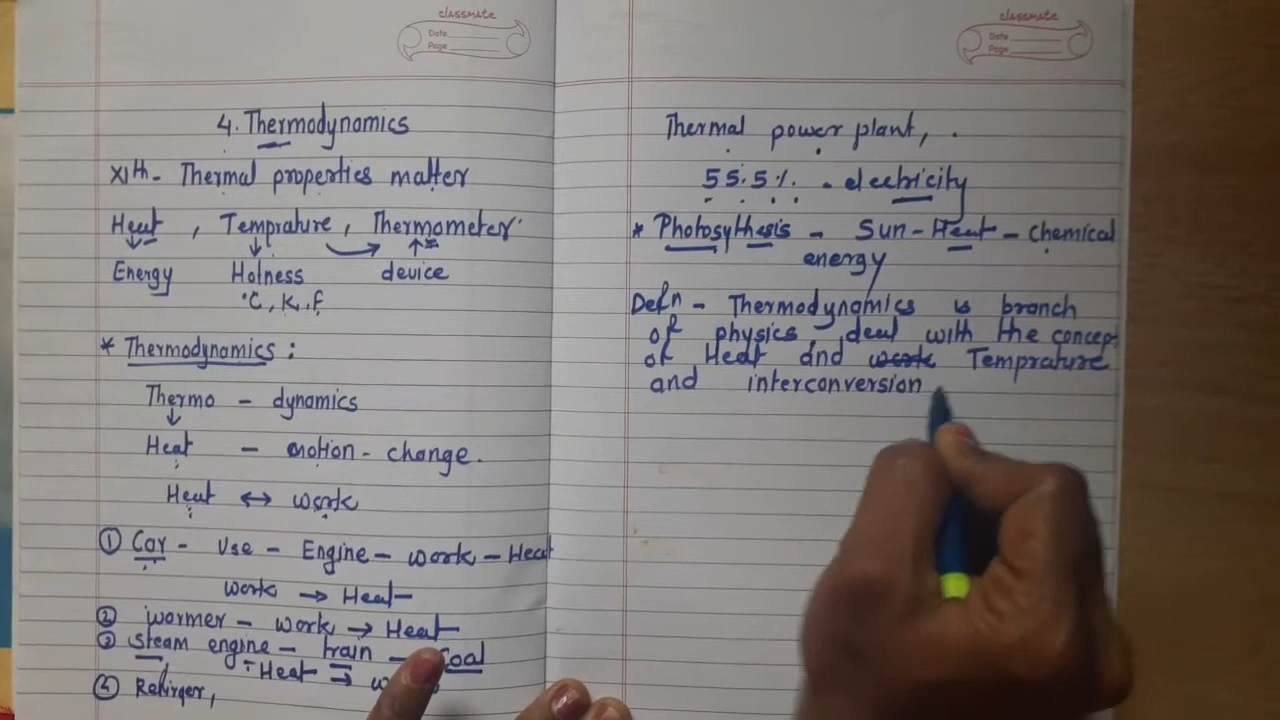 classmate
Date
Page
4. Thermodynamics
XIth - Thermal properties matter
Heat , Temprature , Thermometer
Energy Hotness device
°C, K, F
* Thermodynamics :
Thermo - dynamics
Heat - motion - change.
Heat ↔ work
① Car - Use - Engine - work - Heat
work → Heat
② wormer - work → Heat
③ steam engine - train - Coal
- Heat →
④ Refirger,
classmate
Date
Page
Thermal power plant, .
55.5%. electricity
* Photosythesis - Sun - Heat - chemical
energy
Defn - Thermodynamics is branch
of physics, deal with the concept
of Heat and work Temprature
and interconversion